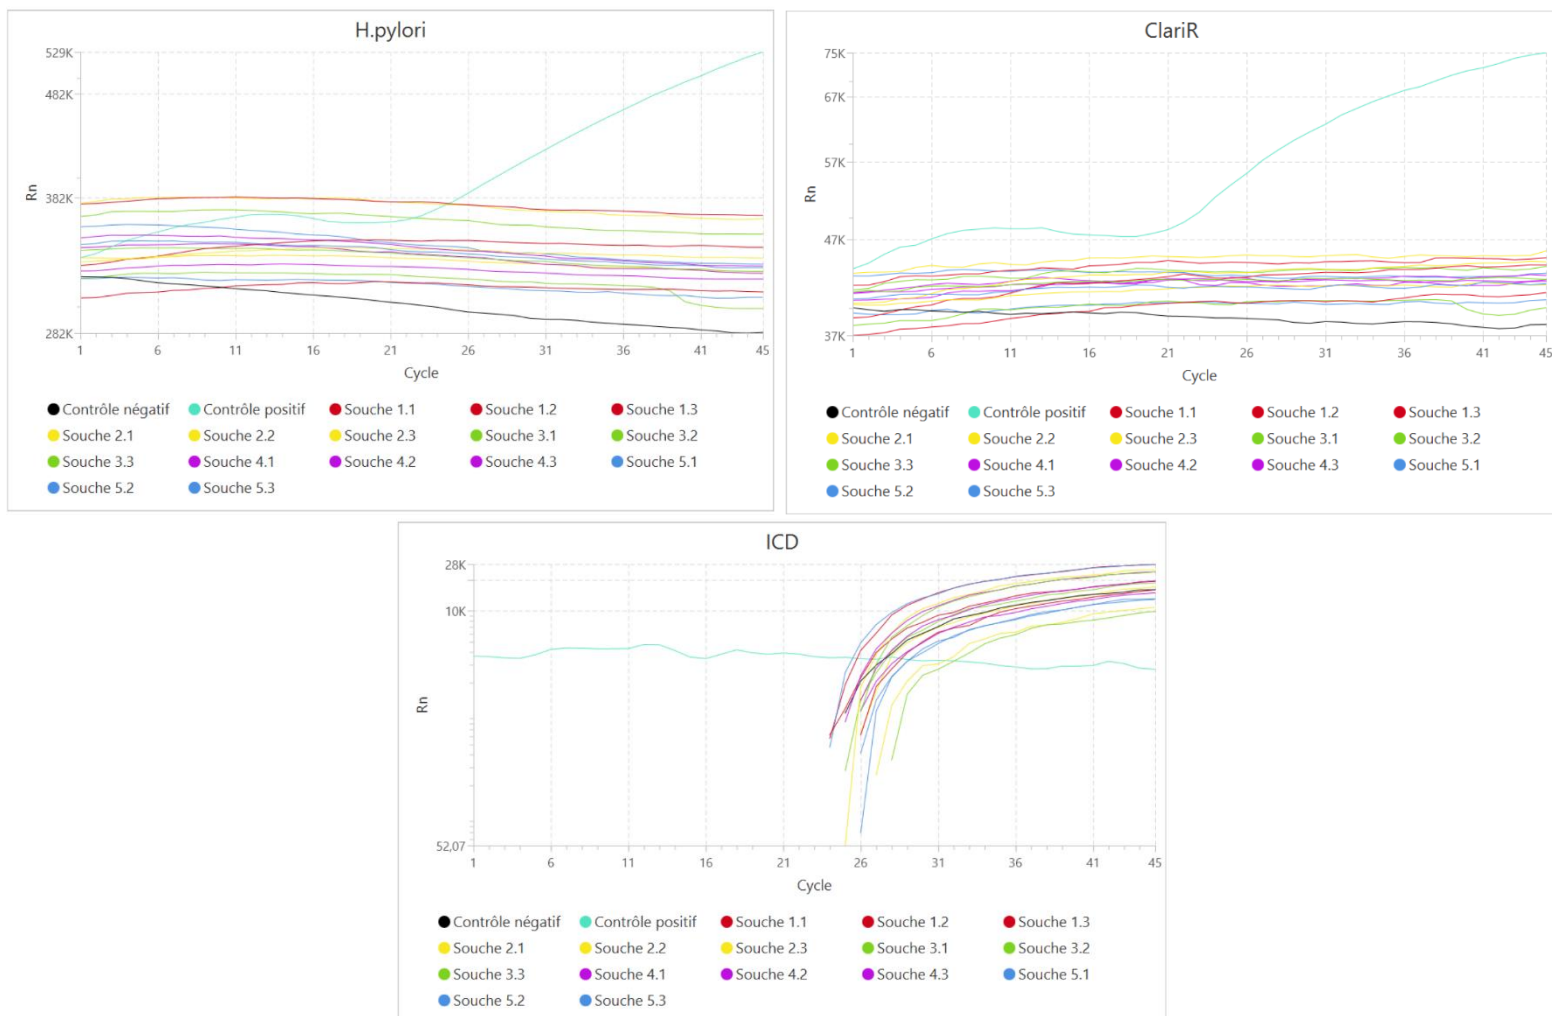 H.pylori
529K
482K
382K
282K
Rn
1 6 11 16 21 26 31 36 41 45
Cycle
Contrôle négatif Contrôle positif Souche 1.1 Souche 1.2 Souche 1.3
Souche 2.1 Souche 2.2 Souche 2.3 Souche 3.1 Souche 3.2
Souche 3.3 Souche 4.1 Souche 4.2 Souche 4.3 Souche 5.1
Souche 5.2 Souche 5.3
ClariR
75K
67K
57K
47K
37K
Rn
1 6 11 16 21 26 31 36 41 45
Cycle
Contrôle négatif Contrôle positif Souche 1.1 Souche 1.2 Souche 1.3
Souche 2.1 Souche 2.2 Souche 2.3 Souche 3.1 Souche 3.2
Souche 3.3 Souche 4.1 Souche 4.2 Souche 4.3 Souche 5.1
Souche 5.2 Souche 5.3
ICD
28K
10K
52,07
Rn
1 6 11 16 21 26 31 36 41 45
Cycle
Contrôle négatif Contrôle positif Souche 1.1 Souche 1.2 Souche 1.3
Souche 2.1 Souche 2.2 Souche 2.3 Souche 3.1 Souche 3.2
Souche 3.3 Souche 4.1 Souche 4.2 Souche 4.3 Souche 5.1
Souche 5.2 Souche 5.3